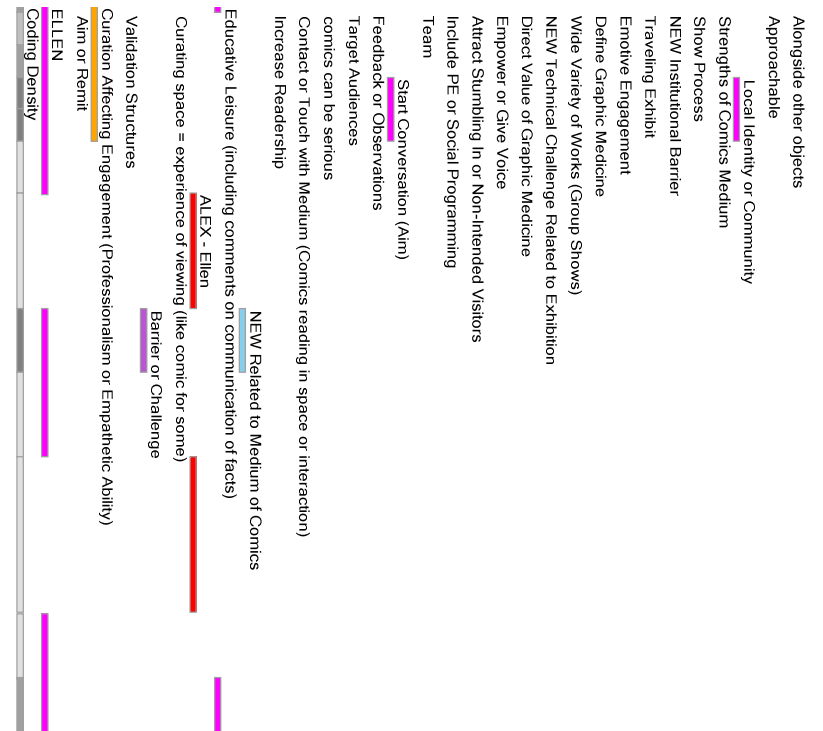 Alongside other objects
Approachable
Local Identity or Community
Strengths of Comics Medium
Show Process
NEW Institutional Barrier
Traveling Exhibit
Emotive Engagement
Define Graphic Medicine
Wide Variety of Works (Group Shows)
NEW Technical Challenge Related to Exhibition
Direct Value of Graphic Medicine
Empower or Give Voice
Attract Stumbling In or Non-Intended Visitors
Include PE or Social Programming
Team
Start Conversation (Aim)
Feedback or Observations
Target Audiences
comics can be serious
Contact or Touch with Medium (Comics reading in space or interaction)
Increase Readership
NEW Related to Medium of Comics
Educative Leisure (including comments on communication of facts)
ALEX - Ellen
Curating space = experience of viewing (like comic for some)
Barrier or Challenge
Validation Structures
Curation Affecting Engagement (Professionalism or Empathetic Ability)
Aim or Remit
ELLEN
Coding Density